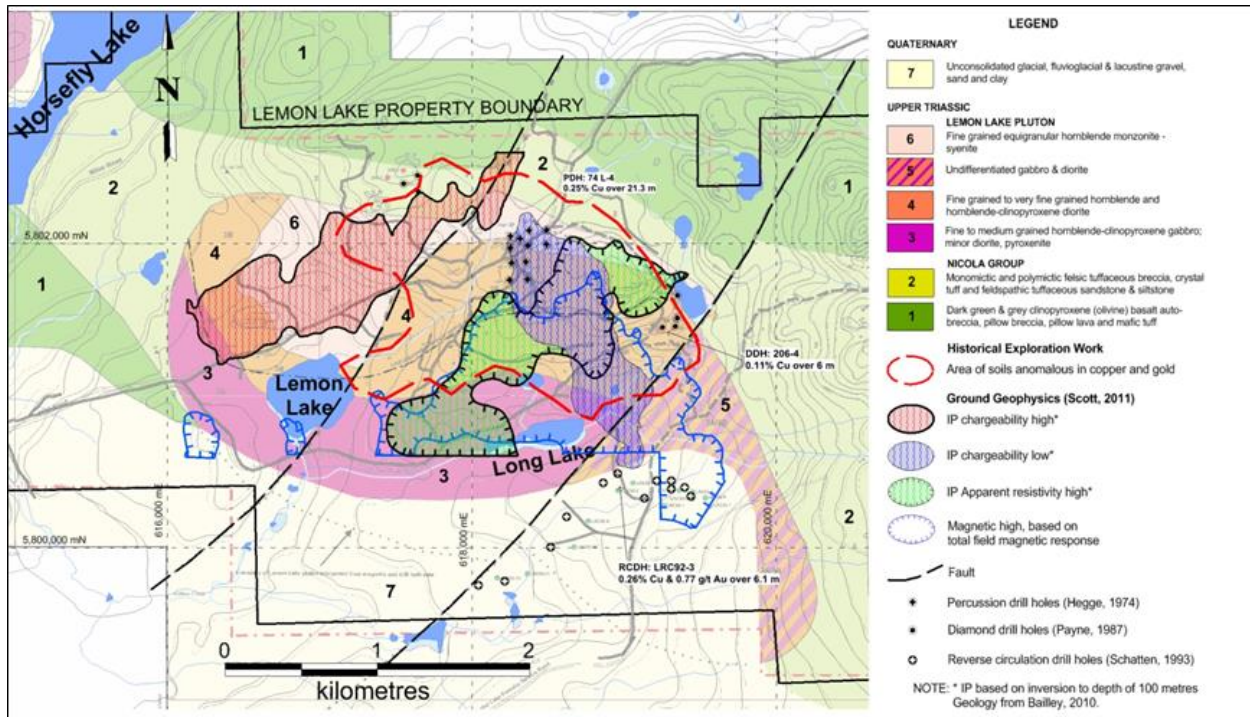 Horsefly Lake
N
1
LEMON LAKE PROPERTY BOUNDARY
2
2
PDH: 74 L-4
0.25% Cu over 21.3 m
1
5,802,000 mN
6
4
1
4
3
Lemon
Lake
DDH: 206-4
0.11% Cu over 6 m
5
Long Lake
3
616,000 mE
618,000 mE
620,000 mE
2
5,800,000 mN
RCDH: LRC92-3
0.26% Cu & 0.77 g/t Au over 6.1 m
7
0 1 2
kilometres
LEGEND
QUATERNARY
7 Unconsolidated glacial, fluvioglacial & lacustine gravel,
sand and clay
UPPER TRIASSIC
LEMON LAKE PLUTON
6 Fine grained equigranular hornblende monzonite -
syenite
5 Undifferentiated gabbro & diorite
4 Fine grained to very fine grained hornblende and
hornblende-clinopyroxene diorite
3 Fine to medium grained hornblende-clinopyroxene gabbro;
minor diorite, pyroxenite
NICOLA GROUP
2 Monomictic and polymictic felsic tuffaceous breccia, crystal
tuff and feldspathic tuffaceous sandstone & siltstone
1 Dark green & grey clinopyroxene (olivine) basalt auto-
breccia, pillow breccia, pillow lava and mafic tuff
Historical Exploration Work
Area of soils anomalous in copper and gold
Ground Geophysics (Scott, 2011)
IP chargeability high*
IP chargeability low*
IP Apparent resistivity high*
Magnetic high, based on
total field magnetic response
Fault
Percussion drill holes (Hegge, 1974)
Diamond drill holes (Payne, 1987)
Reverse circulation drill holes (Schatten, 1993)
NOTE: * IP based on inversion to depth of 100 metres
Geology from Bailley, 2010.